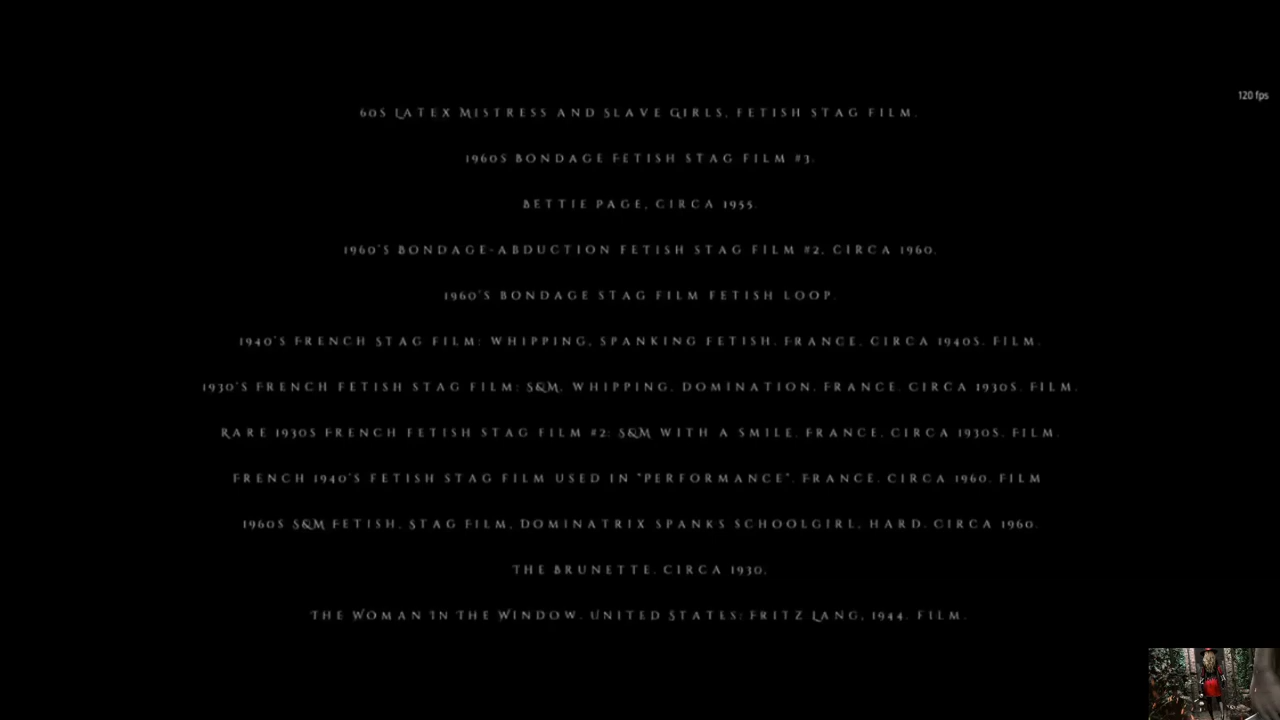 60s Latex Mistress and Slave Girls, fetish stag film.
120 fps
1960s Bondage Fetish stag film #3.
Bettie Page, circa 1955.
1960's Bondage-abduction fetish stag film #2, circa 1960.
1960's bondage stag film fetish loop.
1940's French Stag Film: whipping, spanking fetish. France, circa 1940s. Film.
1930's French fetish stag film: S&M, whipping, domination, France. circa 1930s. Film.
Rare 1930s French fetish stag film #2: S&M with a smile. France, circa 1930s. Film.
French 1940's fetish stag film used in "Performance". France. circa 1960. Film
1960s S&M Fetish, Stag Film, dominatrix spanks schoolgirl, hard. circa 1960.
The Brunette. circa 1930.
The Woman In The Window. United States: Fritz Lang, 1944. Film.